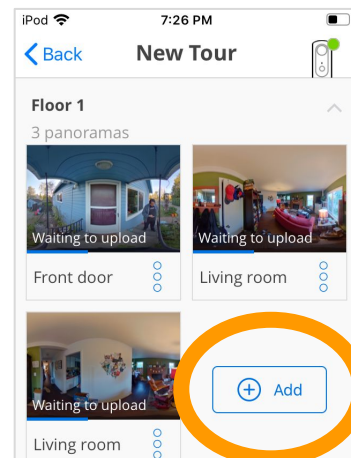 iPod 7:26 PM
Back New Tour
Floor 1
3 panoramas
Waiting to upload Waiting to upload
Front door Living room
Waiting to upload
Add
Living room